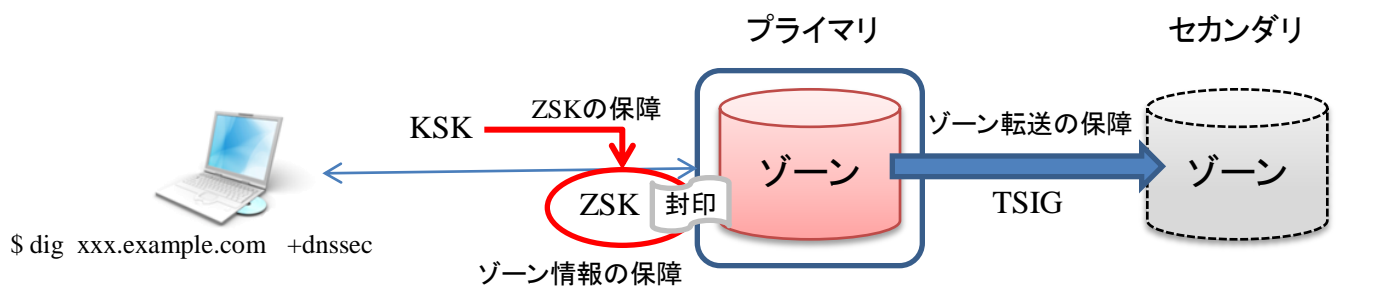 プライマリ
セカンダリ
ZSKの保障
KSK
ゾーン転送の保障
ゾーン
ゾーン
ZSK
封印
TSIG
$ dig xxx.example.com +dnssec
ゾーン情報の保障